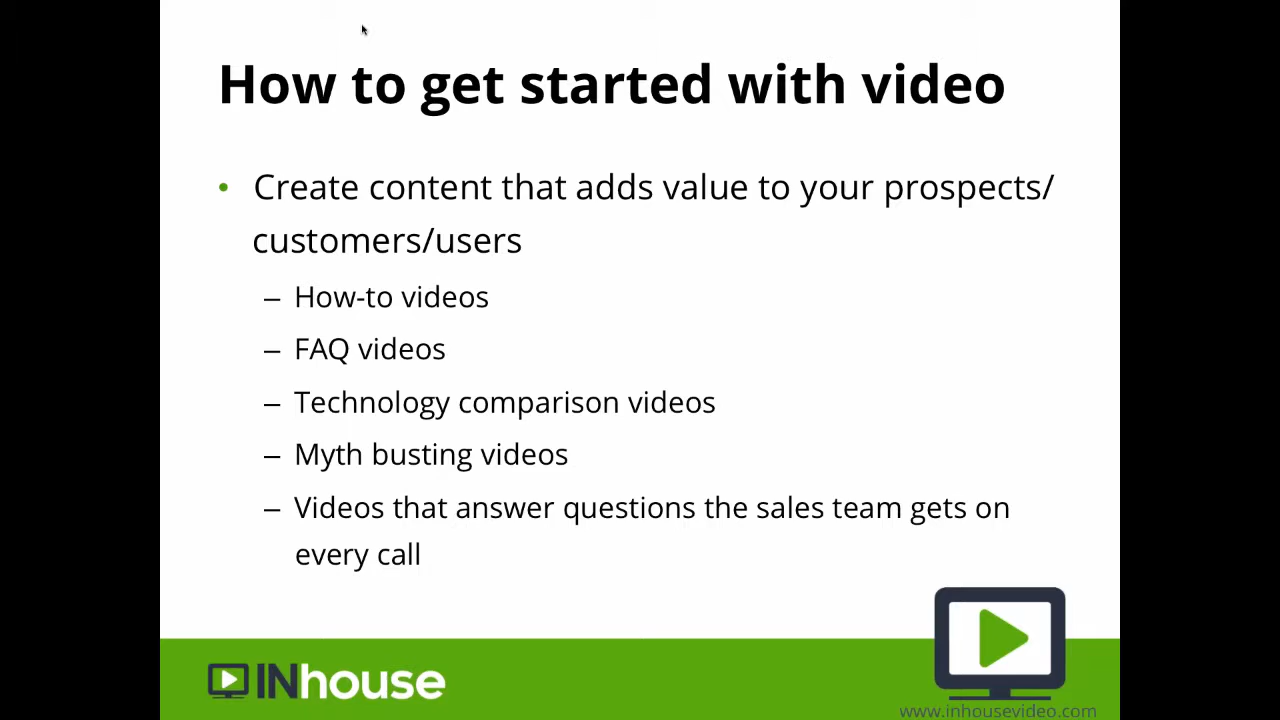 How to get started with video
• Create content that adds value to your prospects/
customers/users
– How-to videos
– FAQ videos
– Technology comparison videos
– Myth busting videos
– Videos that answer questions the sales team gets on
every call
INhouse
www.inhousevideo.com